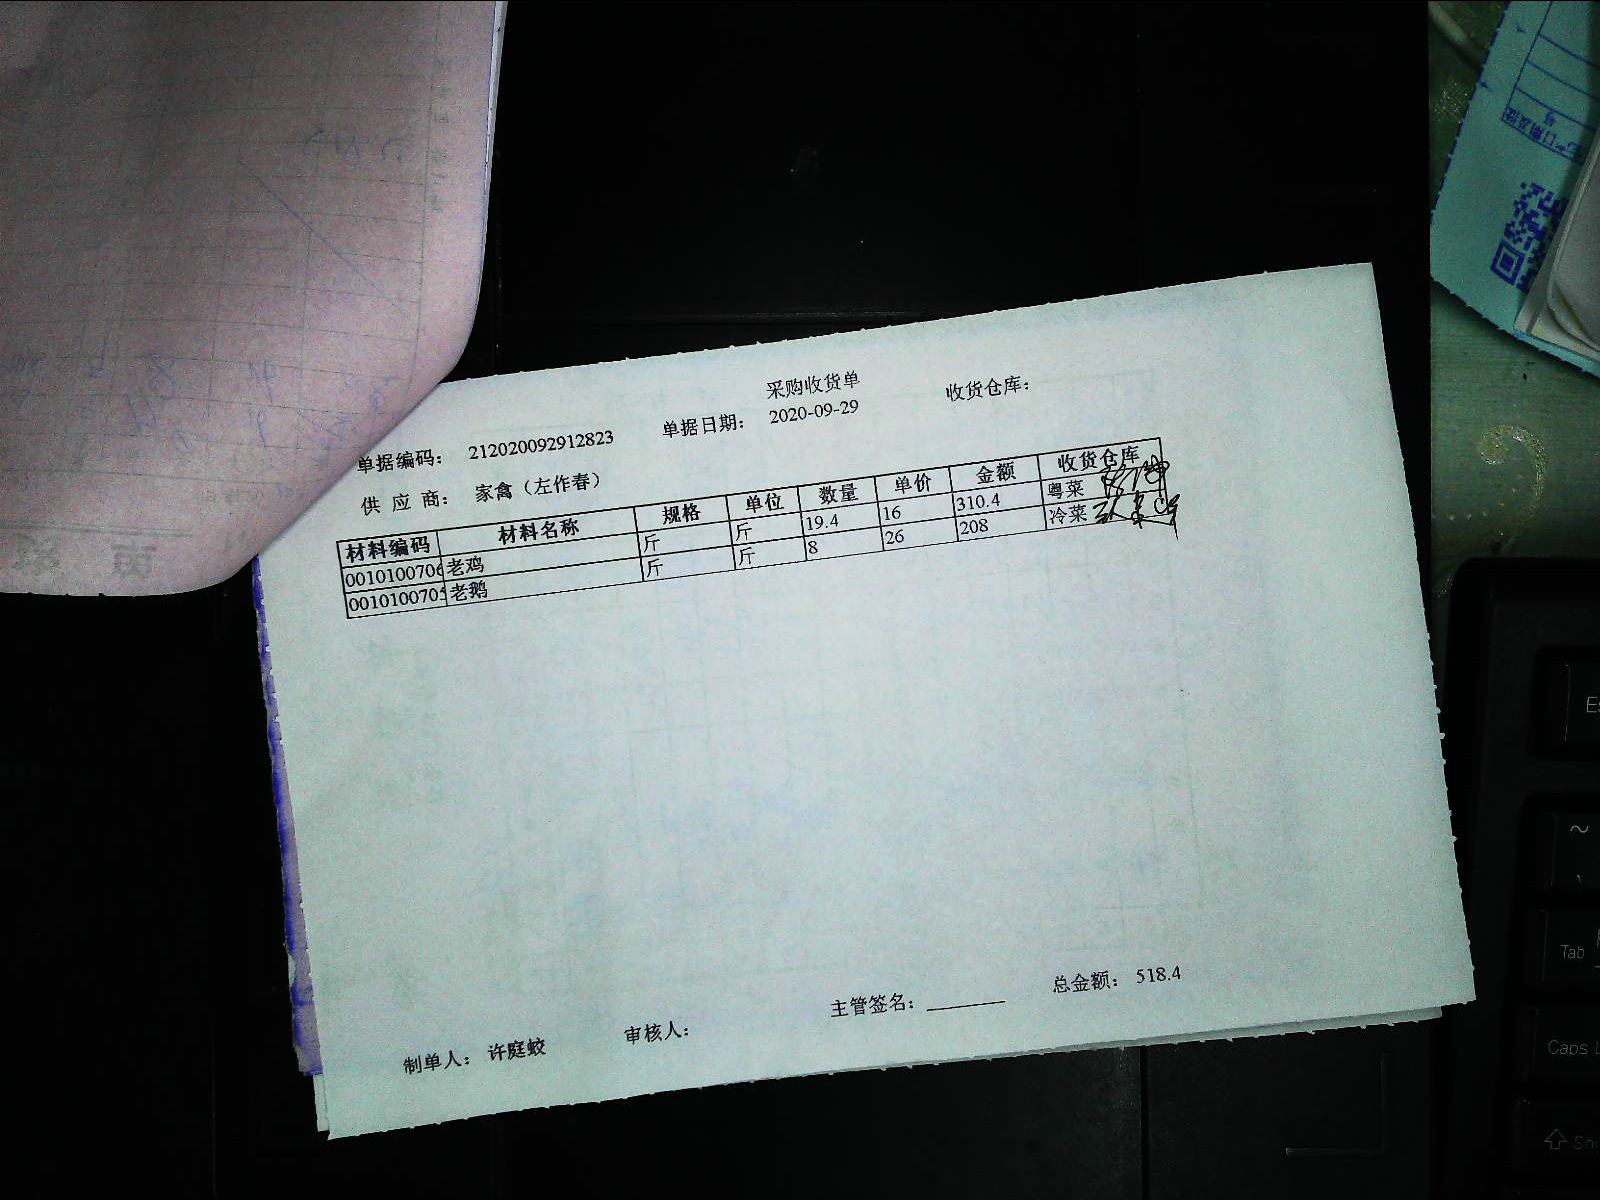 采购收货单
单据编码： 212020092912823 单据日期： 2020-09-29 收货仓库：
供 应 商： 家禽（左作春）
材料编码 材料名称 规格 单位 数量 单价 金额 收货仓库
0010100706 老鸡 斤 斤 19.4 16 310.4 粤菜
0010100705 老鹅 斤 斤 8 26 208 冷菜
主管签名： 总金额： 518.4
制单人： 许庭蛟 审核人：
Tab
Caps